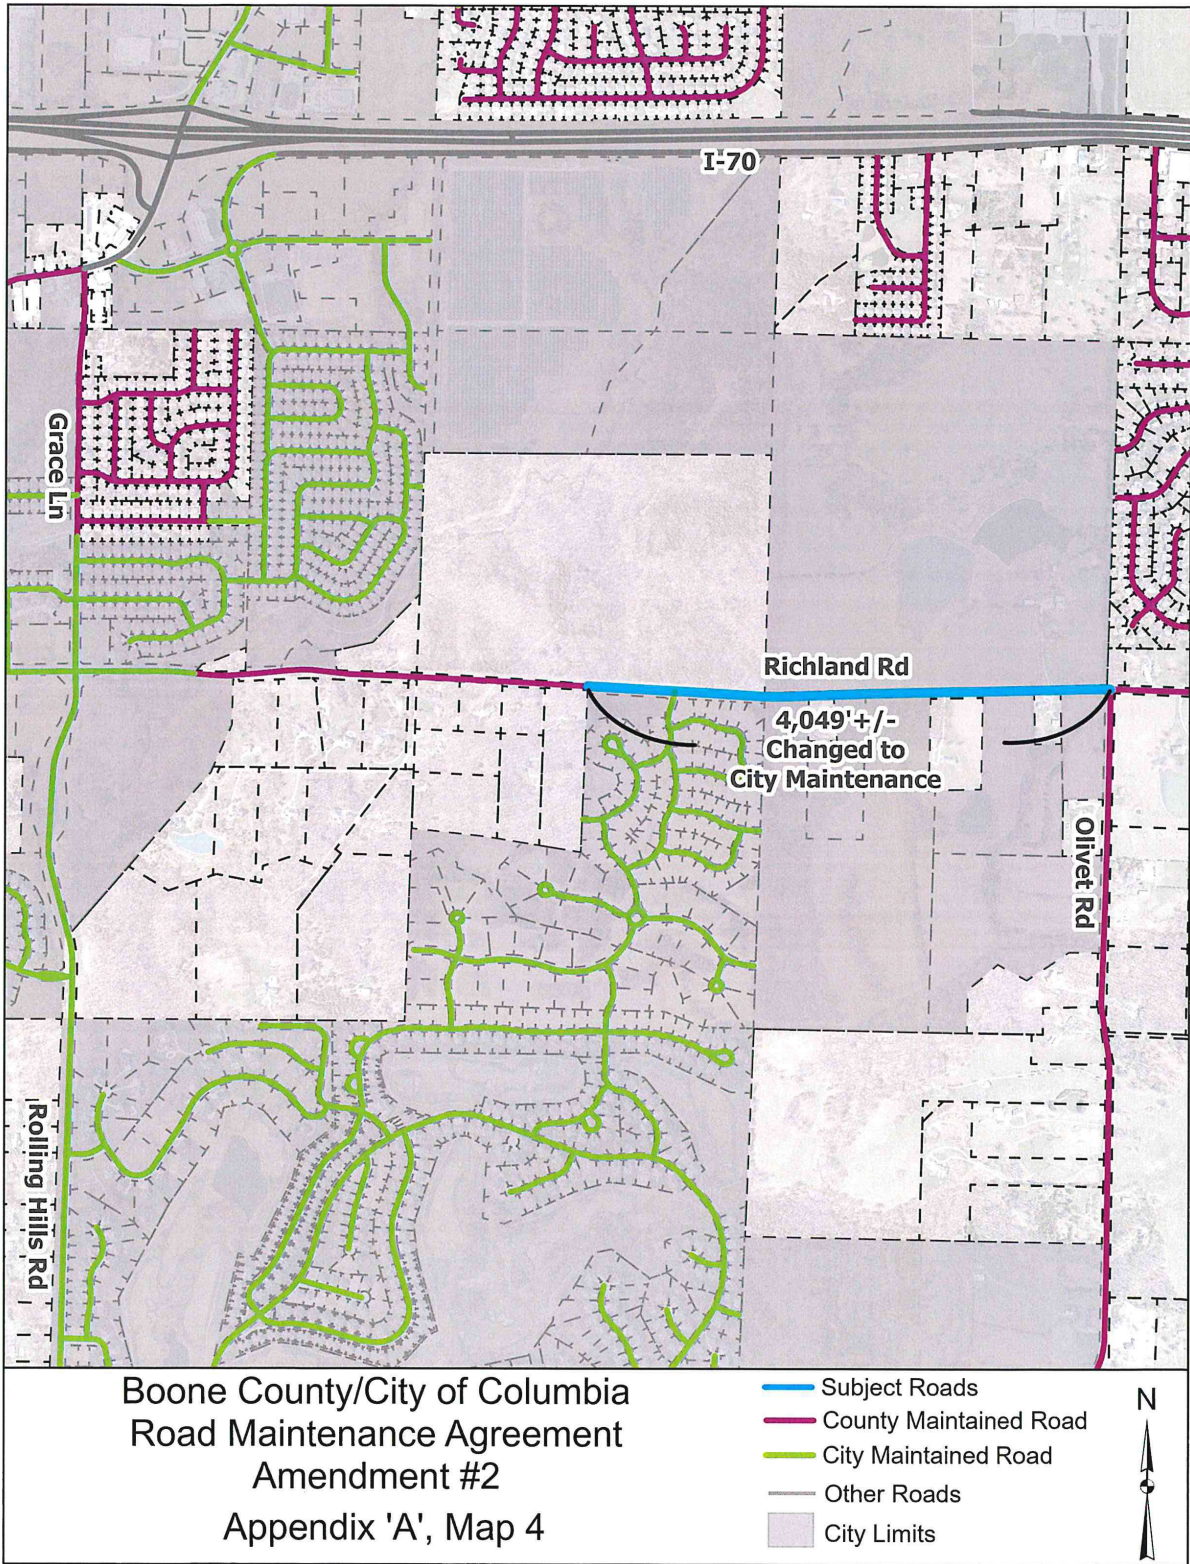 I-70
Grace Ln
Richland Rd
4,049'+/-
Changed to
City Maintenance
Olivet Rd
Rolling Hills Rd
Boone County/City of Columbia
Road Maintenance Agreement
Amendment #2
Appendix 'A', Map 4
Subject Roads
County Maintained Road
City Maintained Road
Other Roads
City Limits
N